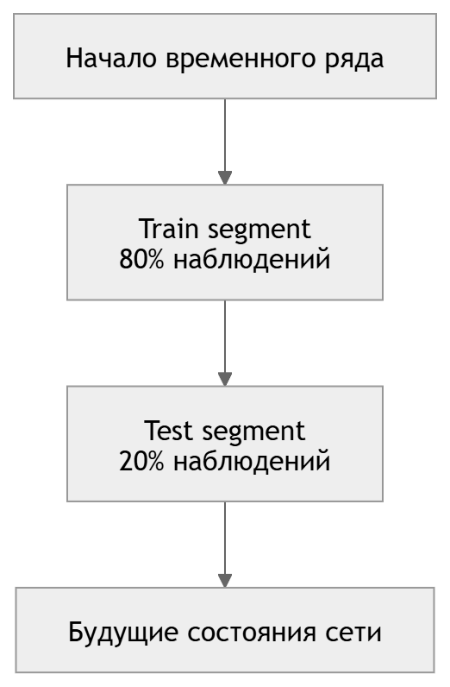 Начало временного ряда
Train segment
80% наблюдений
Test segment
20% наблюдений
Будущие состояния сети